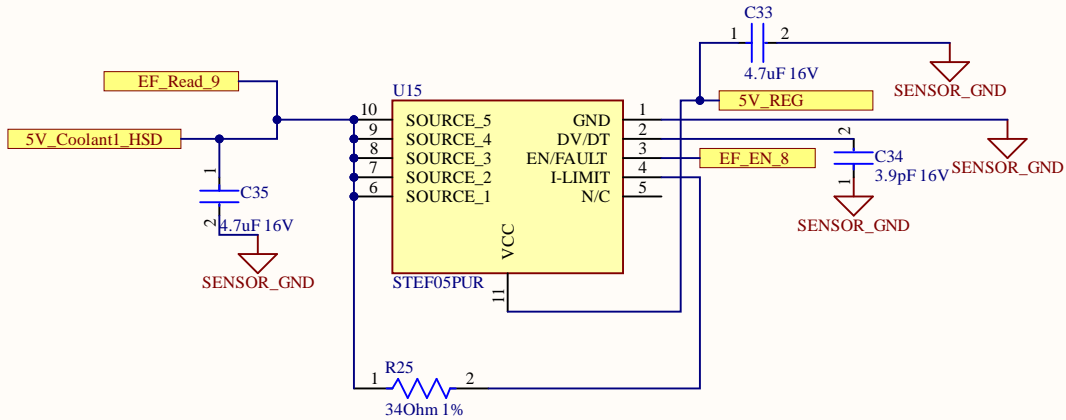 C33
1
2
4.7uF 16V
SENSOR_GND
EF_Read_9
5V_REG
U15
5V_Coolant1_HSD
10
SOURCE_5
GND
1
9
SOURCE_4
DV/DT
2
8
SOURCE_3
EN/FAULT
3
EF_EN_8
7
SOURCE_2
I-LIMIT
4
6
SOURCE_1
N/C
5
SENSOR_GND
2
C34
1
3.9pF 16V
SENSOR_GND
1
C35
2
4.7uF 16V
SENSOR_GND
VCC
STEF05PUR
11
R25
1
2
34Ohm 1%